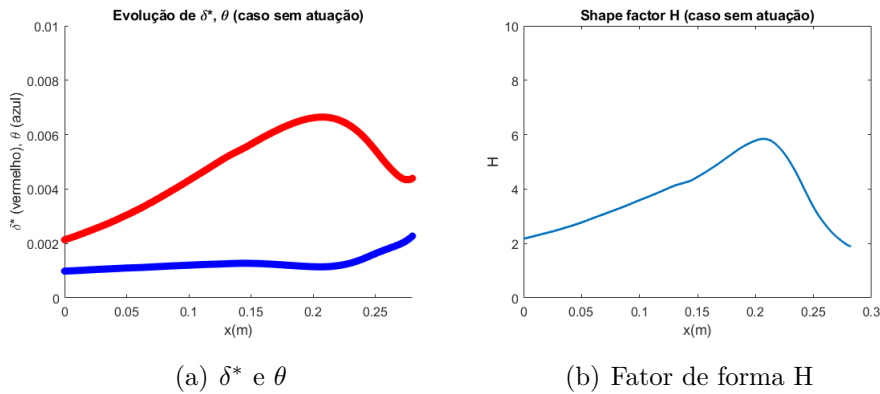 Evolução de δ*, θ (caso sem atuação)
0.01
0.008
0.006
0.004
0.002
0
δ* (vermelho), θ (azul)
0 0.05 0.1 0.15 0.2 0.25
x(m)
(a) δ* e θ
Shape factor H (caso sem atuação)
10
8
6
4
2
0
H
0 0.05 0.1 0.15 0.2 0.25 0.3
x(m)
(b) Fator de forma H